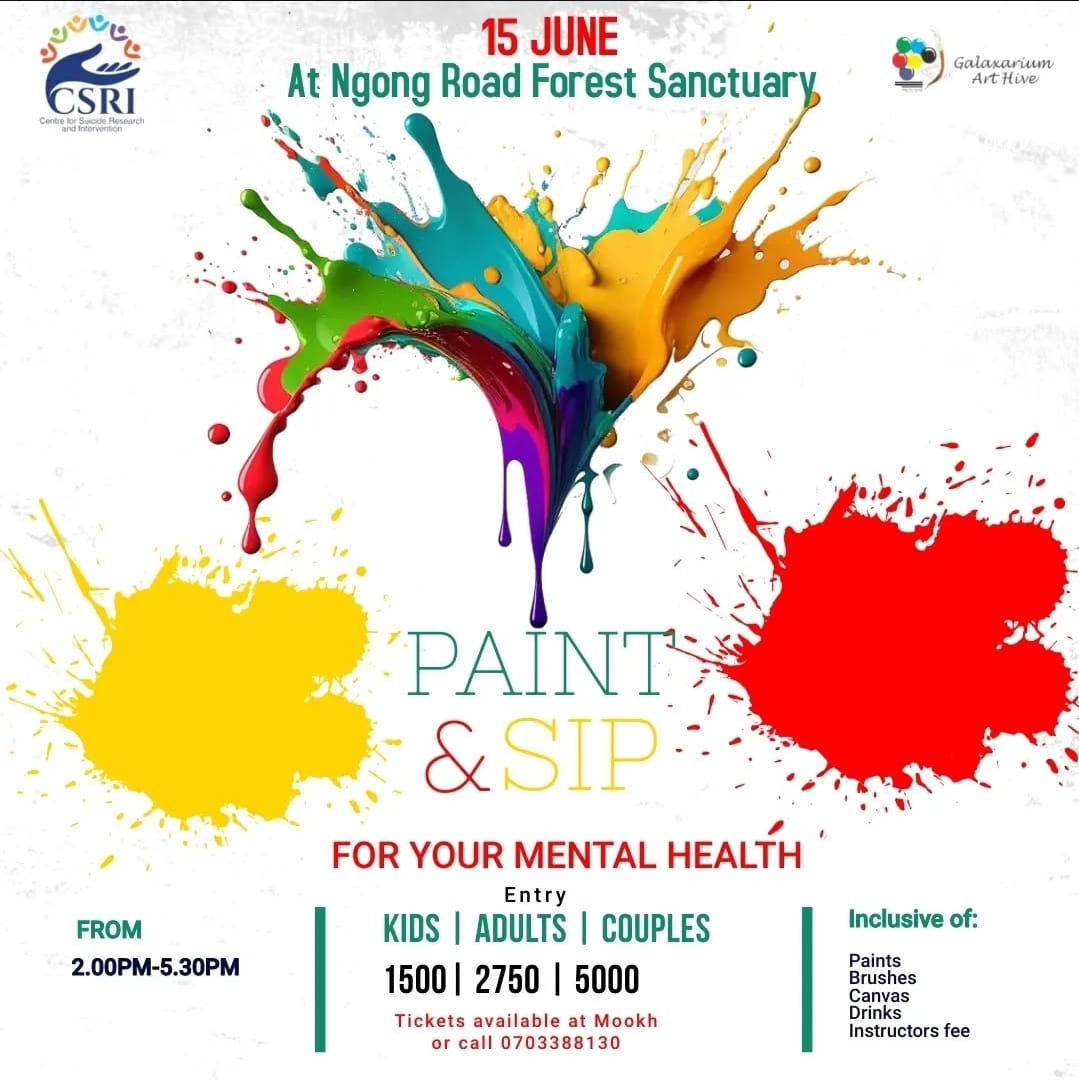 15 JUNE
At Ngong Road Forest Sanctuary
CSRI
Centre for Suicide Research
and Intervention
Galaxarium
Art Hive
PAINT
& SIP
FOR YOUR MENTAL HEALTH
Entry
KIDS | ADULTS | COUPLES
1500 | 2750 | 5000
Tickets available at Mookh
or call 0703388130
FROM
2.00PM-5.30PM
Inclusive of:
Paints
Brushes
Canvas
Drinks
Instructors fee